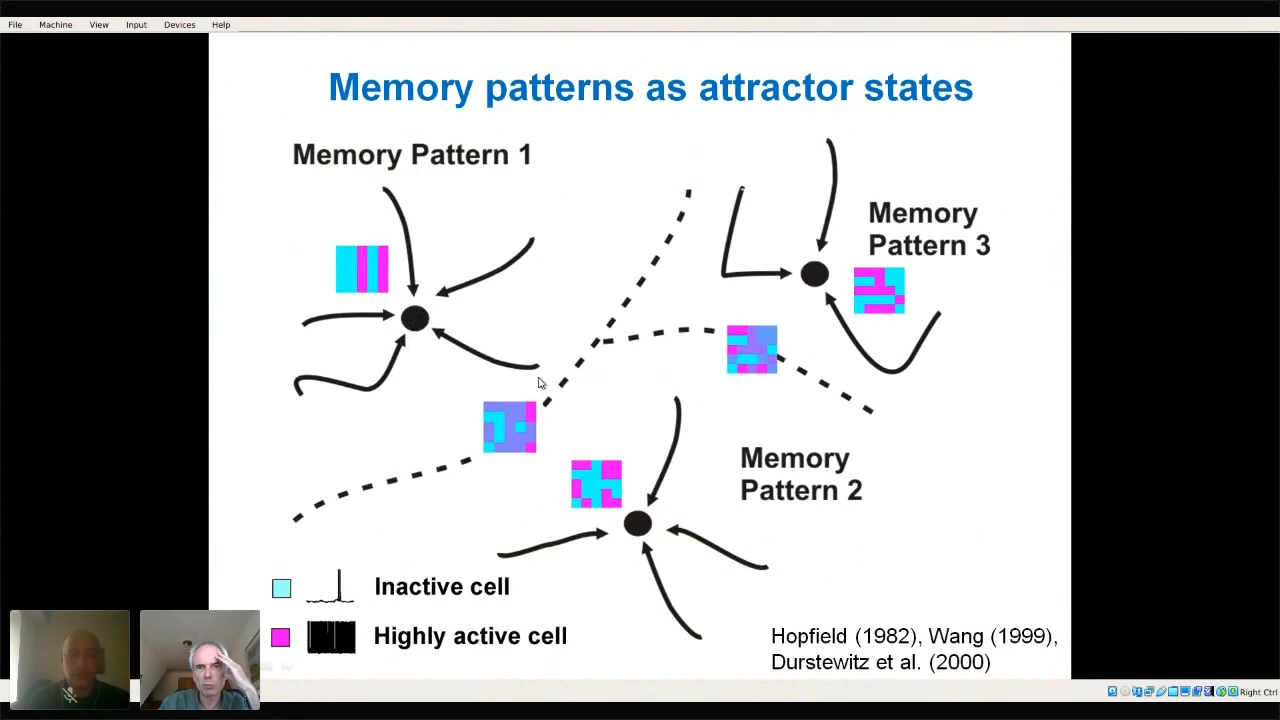 File Machine View Input Devices Help
Memory patterns as attractor states
Memory Pattern 1
Memory
Pattern 3
Memory
Pattern 2
Inactive cell
Highly active cell
Hopfield (1982), Wang (1999),
Durstewitz et al. (2000)
Right Ctrl